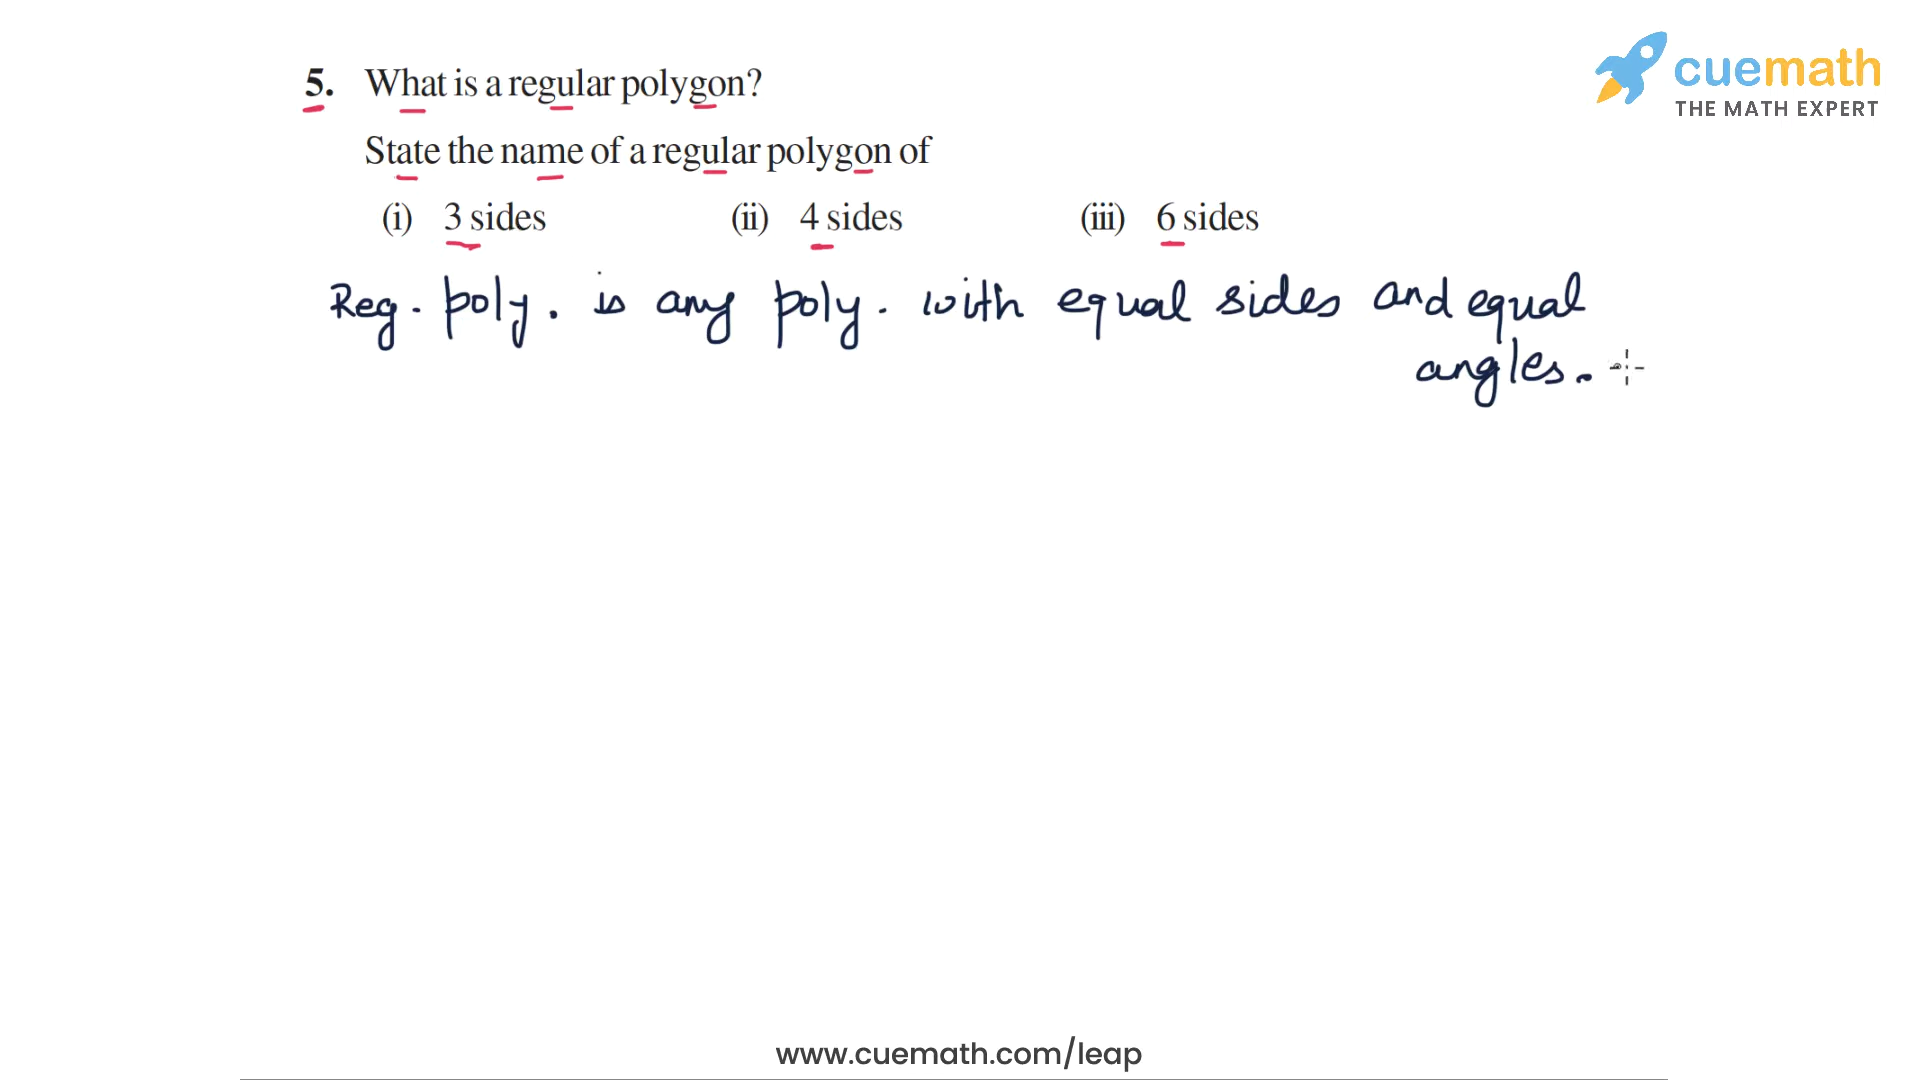 cuemath
THE MATH EXPERT
5. What is a regular polygon?
State the name of a regular polygon of
(i) 3 sides (ii) 4 sides (iii) 6 sides
Reg. poly. is any poly. with equal sides and equal
angles.
www.cuemath.com/leap